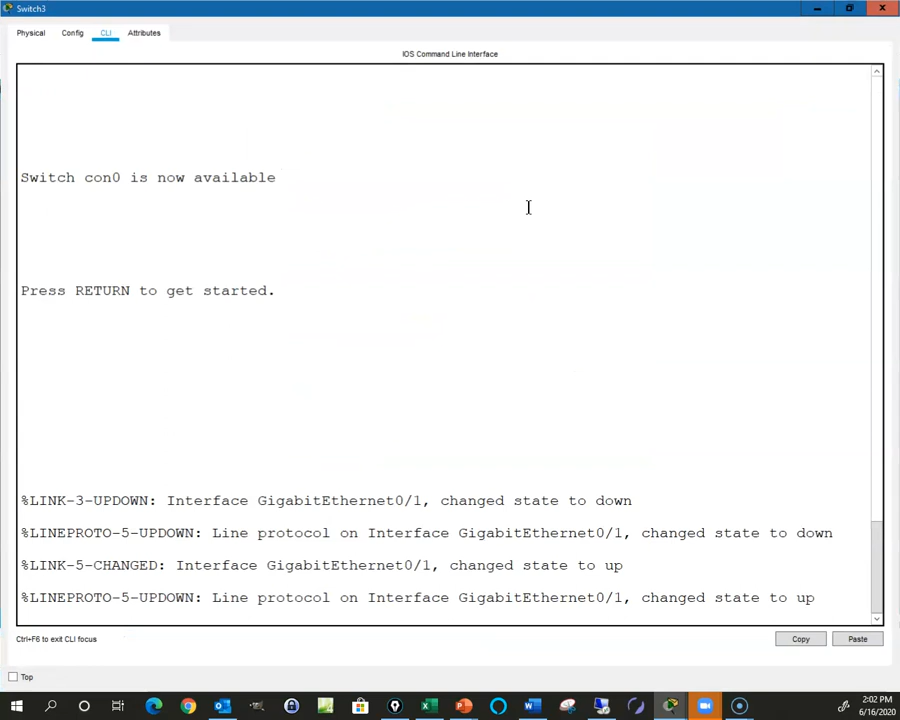 Switch3
Physical Config CLI Attributes
IOS Command Line Interface
Switch con0 is now available
Press RETURN to get started.
%LINK-3-UPDOWN: Interface GigabitEthernet0/1, changed state to down
%LINEPROTO-5-UPDOWN: Line protocol on Interface GigabitEthernet0/1, changed state to down
%LINK-5-CHANGED: Interface GigabitEthernet0/1, changed state to up
%LINEPROTO-5-UPDOWN: Line protocol on Interface GigabitEthernet0/1, changed state to up
Ctrl+F6 to exit CLI focus
Copy Paste
Top
2:02 PM
6/16/2020